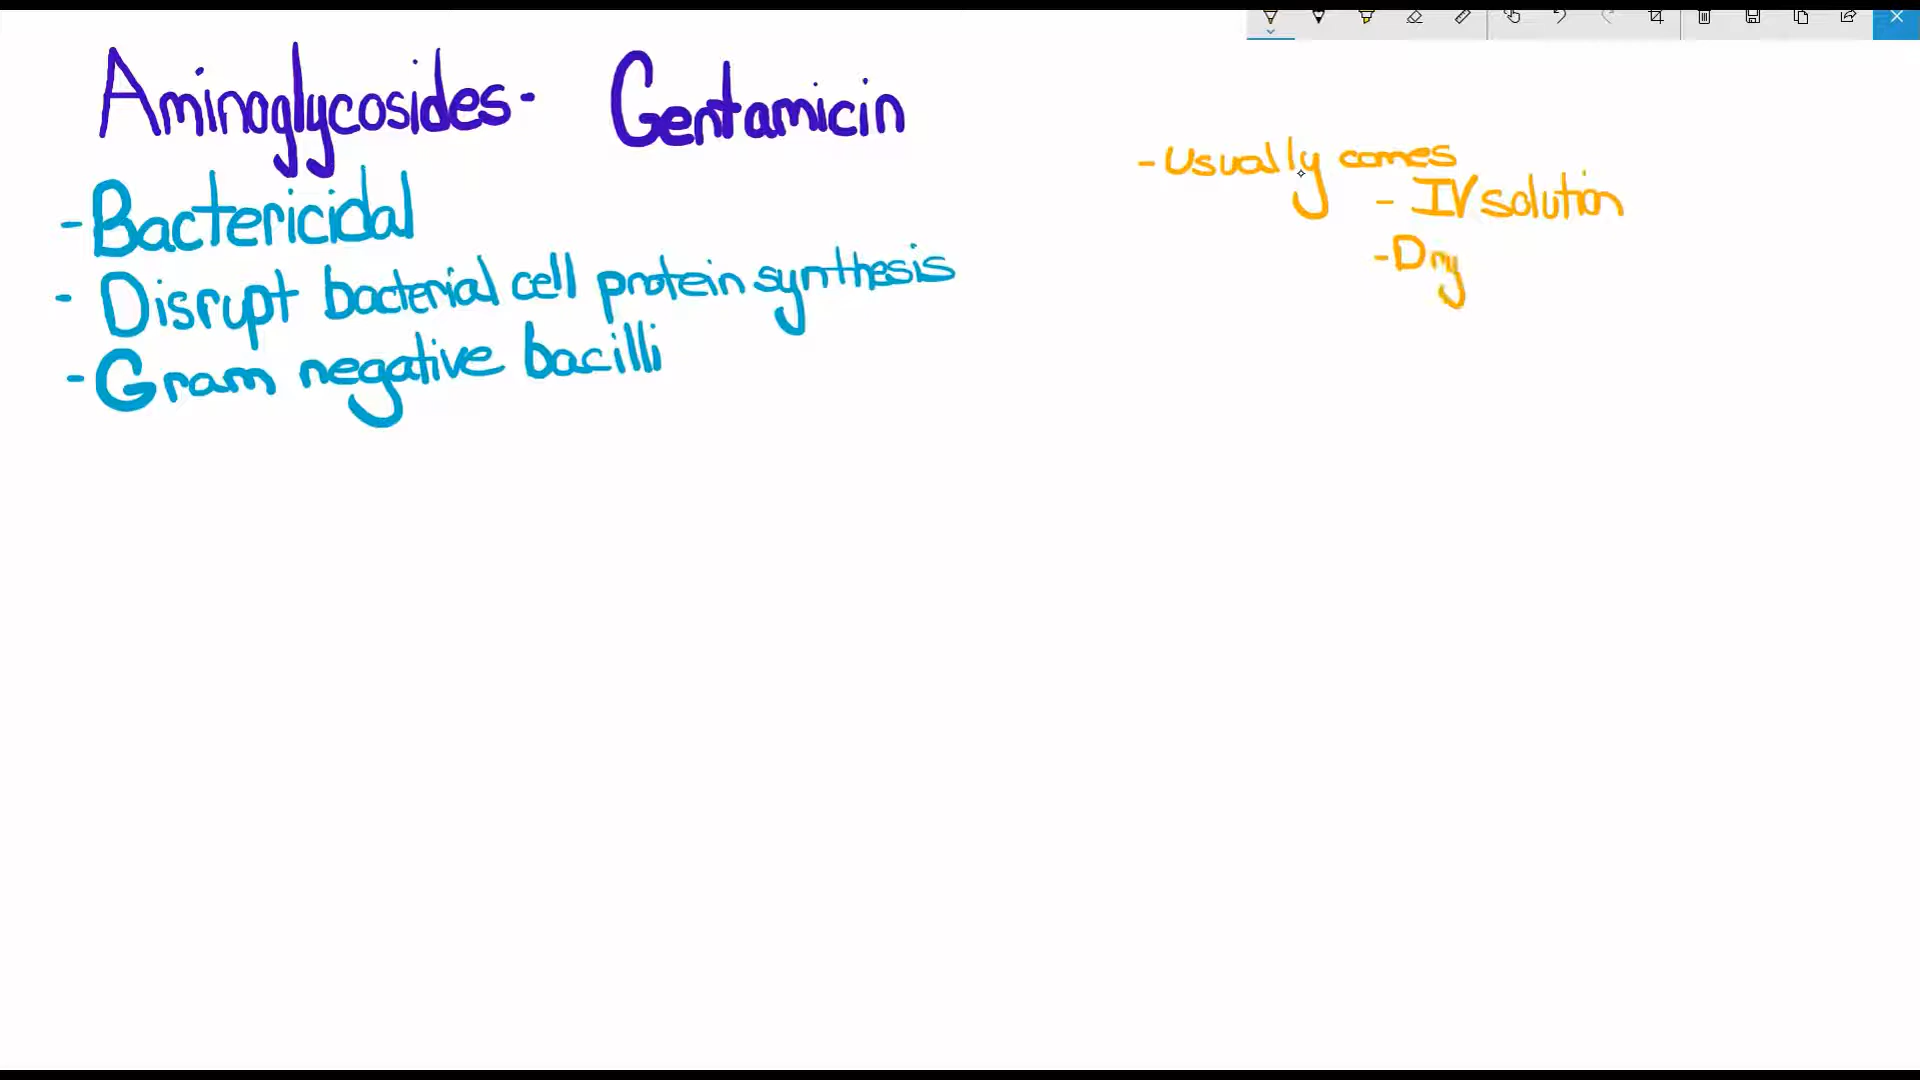 Aminoglycosides- Gentamicin
-Bactericidal
- Disrupt bacterial cell protein synthesis
- Gram negative bacilli
-Usually comes
- IV solution
-Dry